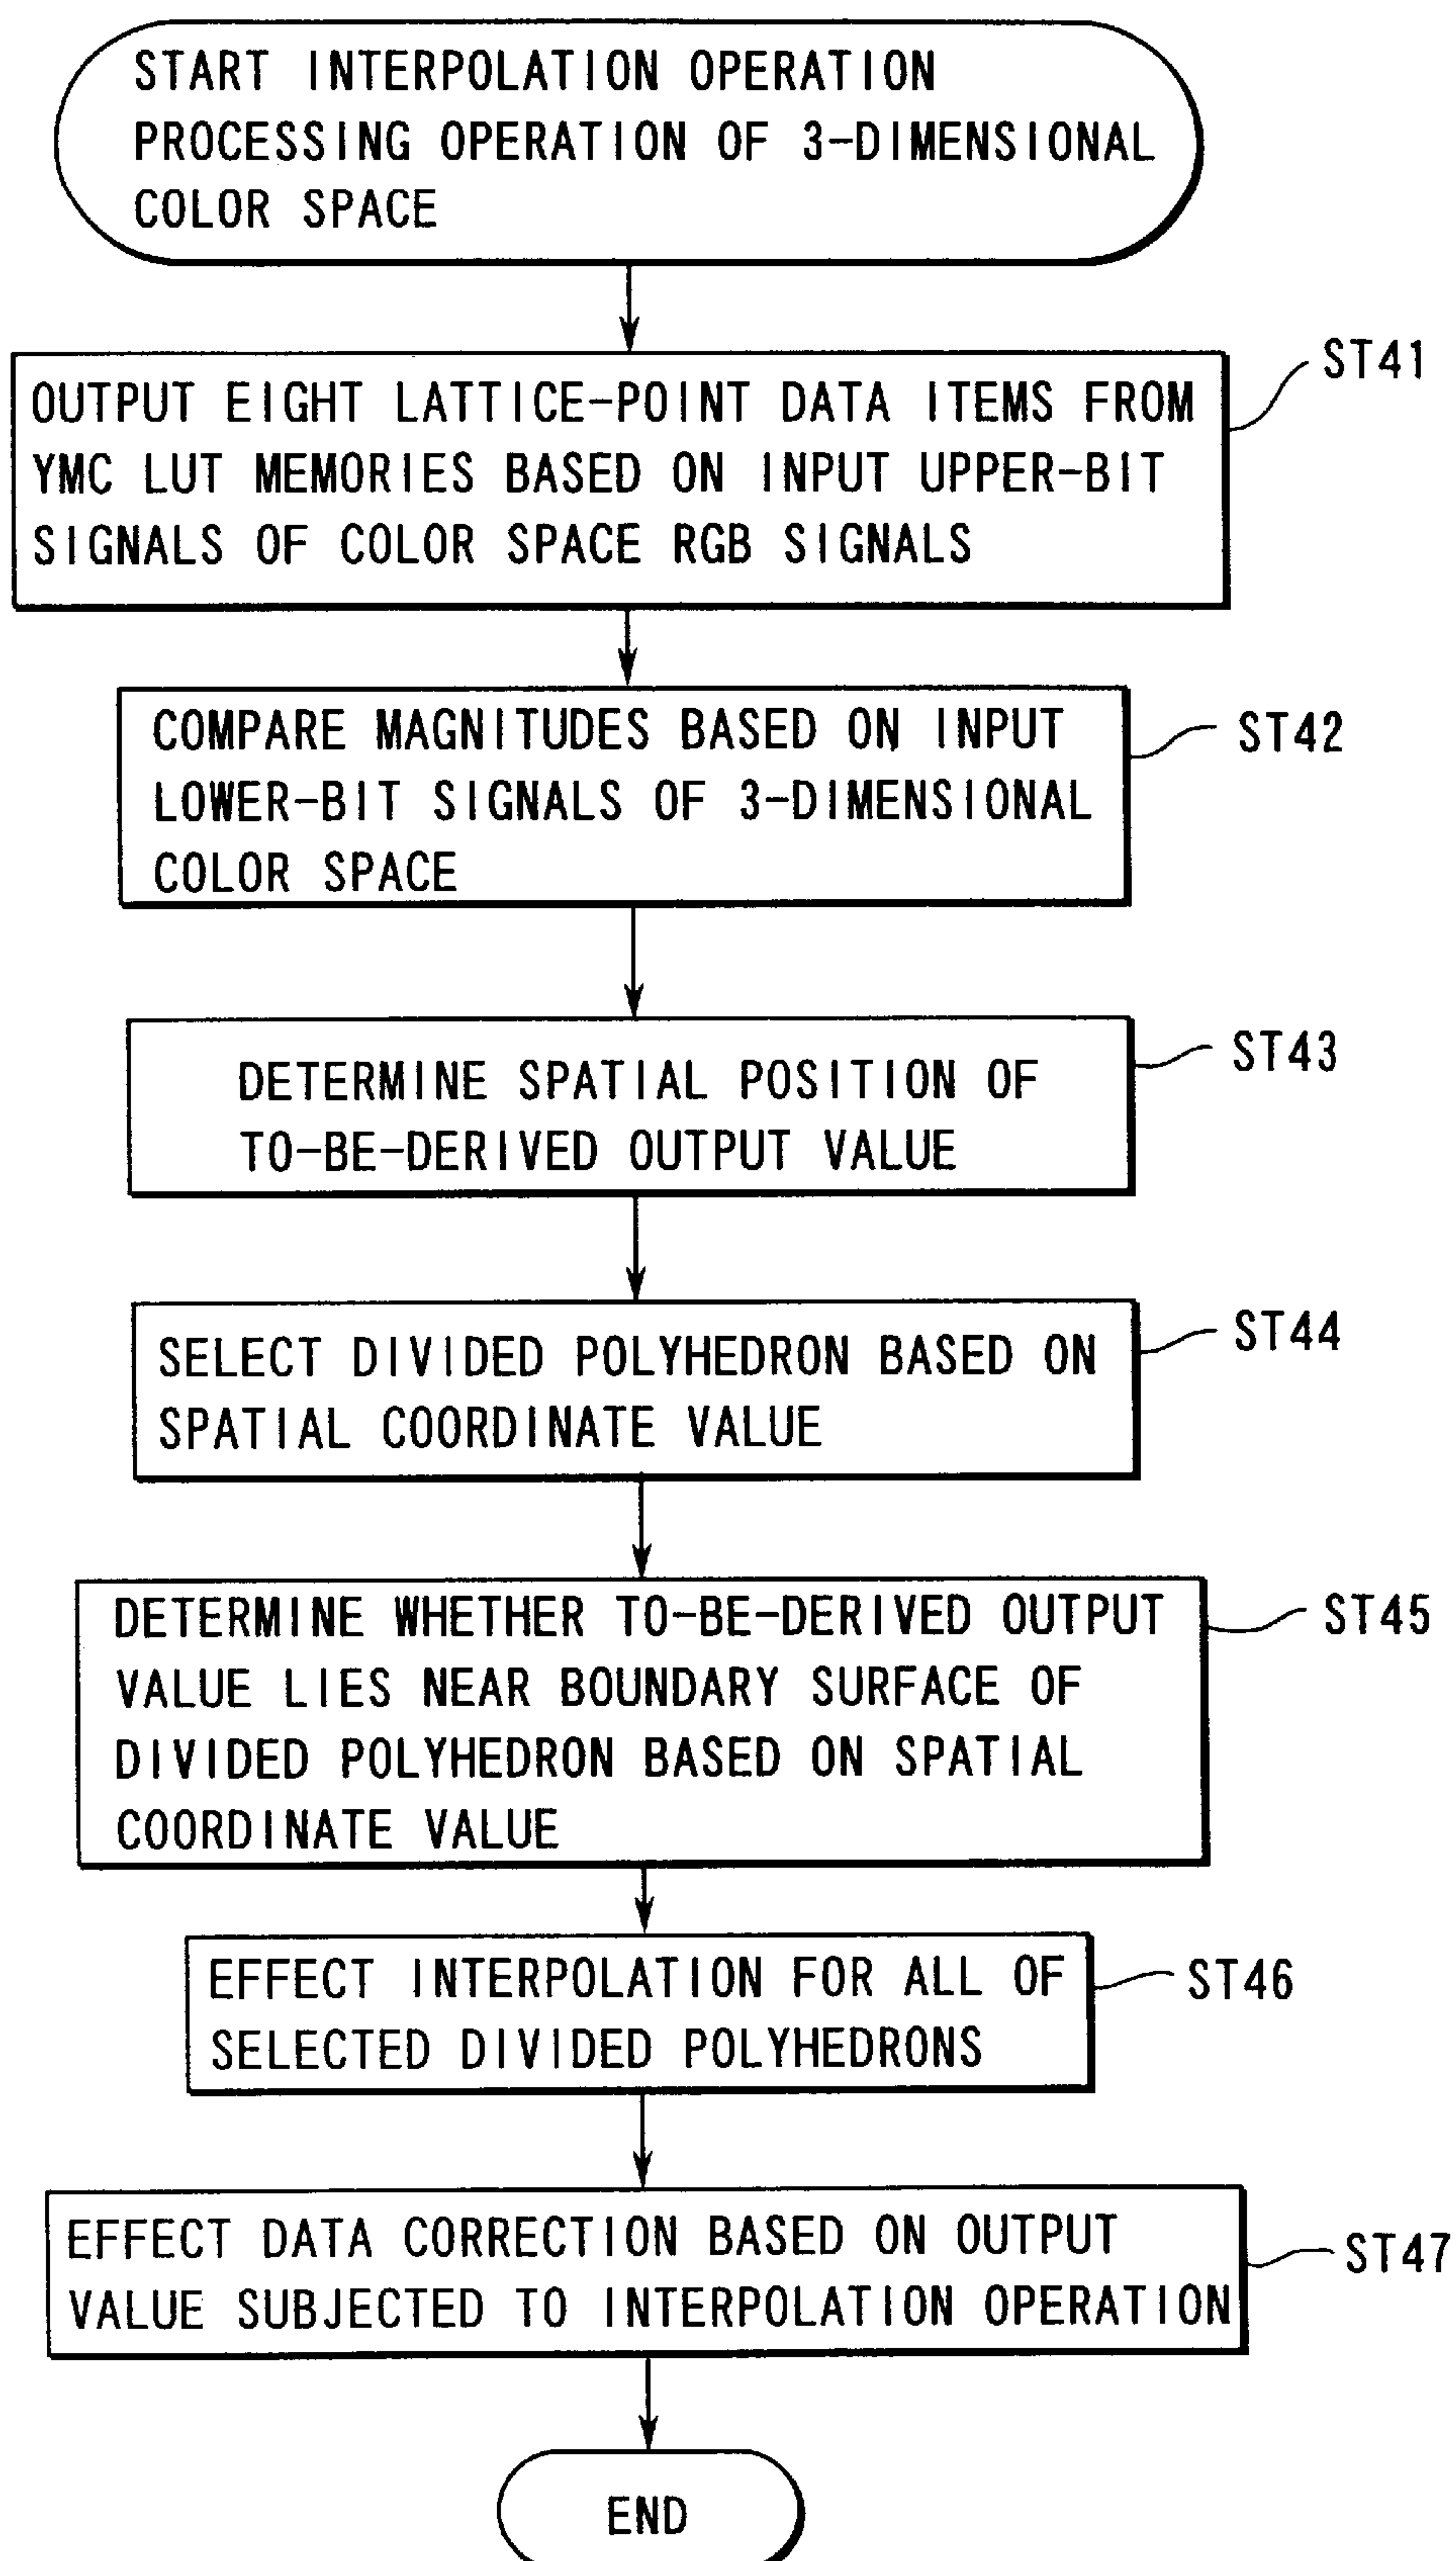 START INTERPOLATION OPERATION
PROCESSING OPERATION OF 3-DIMENSIONAL
COLOR SPACE
ST41
OUTPUT EIGHT LATTICE-POINT DATA ITEMS FROM
YMC LUT MEMORIES BASED ON INPUT UPPER-BIT
SIGNALS OF COLOR SPACE RGB SIGNALS
ST42
COMPARE MAGNITUDES BASED ON INPUT
LOWER-BIT SIGNALS OF 3-DIMENSIONAL
COLOR SPACE
ST43
DETERMINE SPATIAL POSITION OF
TO-BE-DERIVED OUTPUT VALUE
ST44
SELECT DIVIDED POLYHEDRON BASED ON
SPATIAL COORDINATE VALUE
ST45
DETERMINE WHETHER TO-BE-DERIVED OUTPUT
VALUE LIES NEAR BOUNDARY SURFACE OF
DIVIDED POLYHEDRON BASED ON SPATIAL
COORDINATE VALUE
ST46
EFFECT INTERPOLATION FOR ALL OF
SELECTED DIVIDED POLYHEDRONS
ST47
EFFECT DATA CORRECTION BASED ON OUTPUT
VALUE SUBJECTED TO INTERPOLATION OPERATION
END